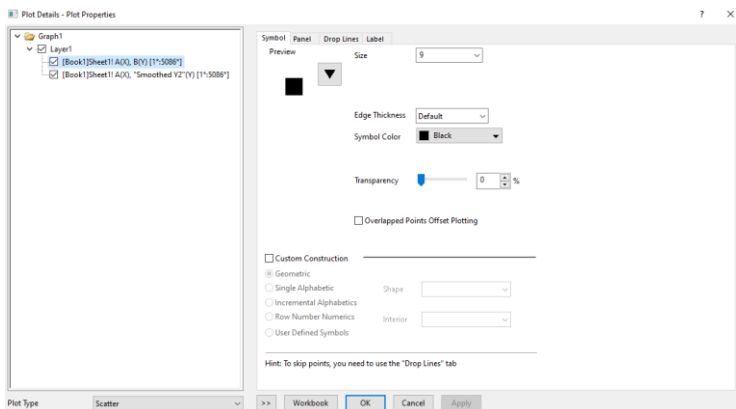 Plot Details - Plot Properties ? ×
Graph1
Layer1
[Book1]Sheet1! A(X), B(Y) [1*:5086*]
[Book1]Sheet1! A(X), "Smoothed Y2"(Y) [1*:5086*]
Symbol Panel Drop Lines Label
Preview
Size 9
Edge Thickness Default
Symbol Color Black
Transparency 0 %
Overlapped Points Offset Plotting
Custom Construction
Geometric
Single Alphabetic Shape
Incremental Alphabetics
Row Number Numerics Interior
User Defined Symbols
Hint: To skip points, you need to use the "Drop Lines" tab
Plot Type Scatter >> Workbook OK Cancel Apply